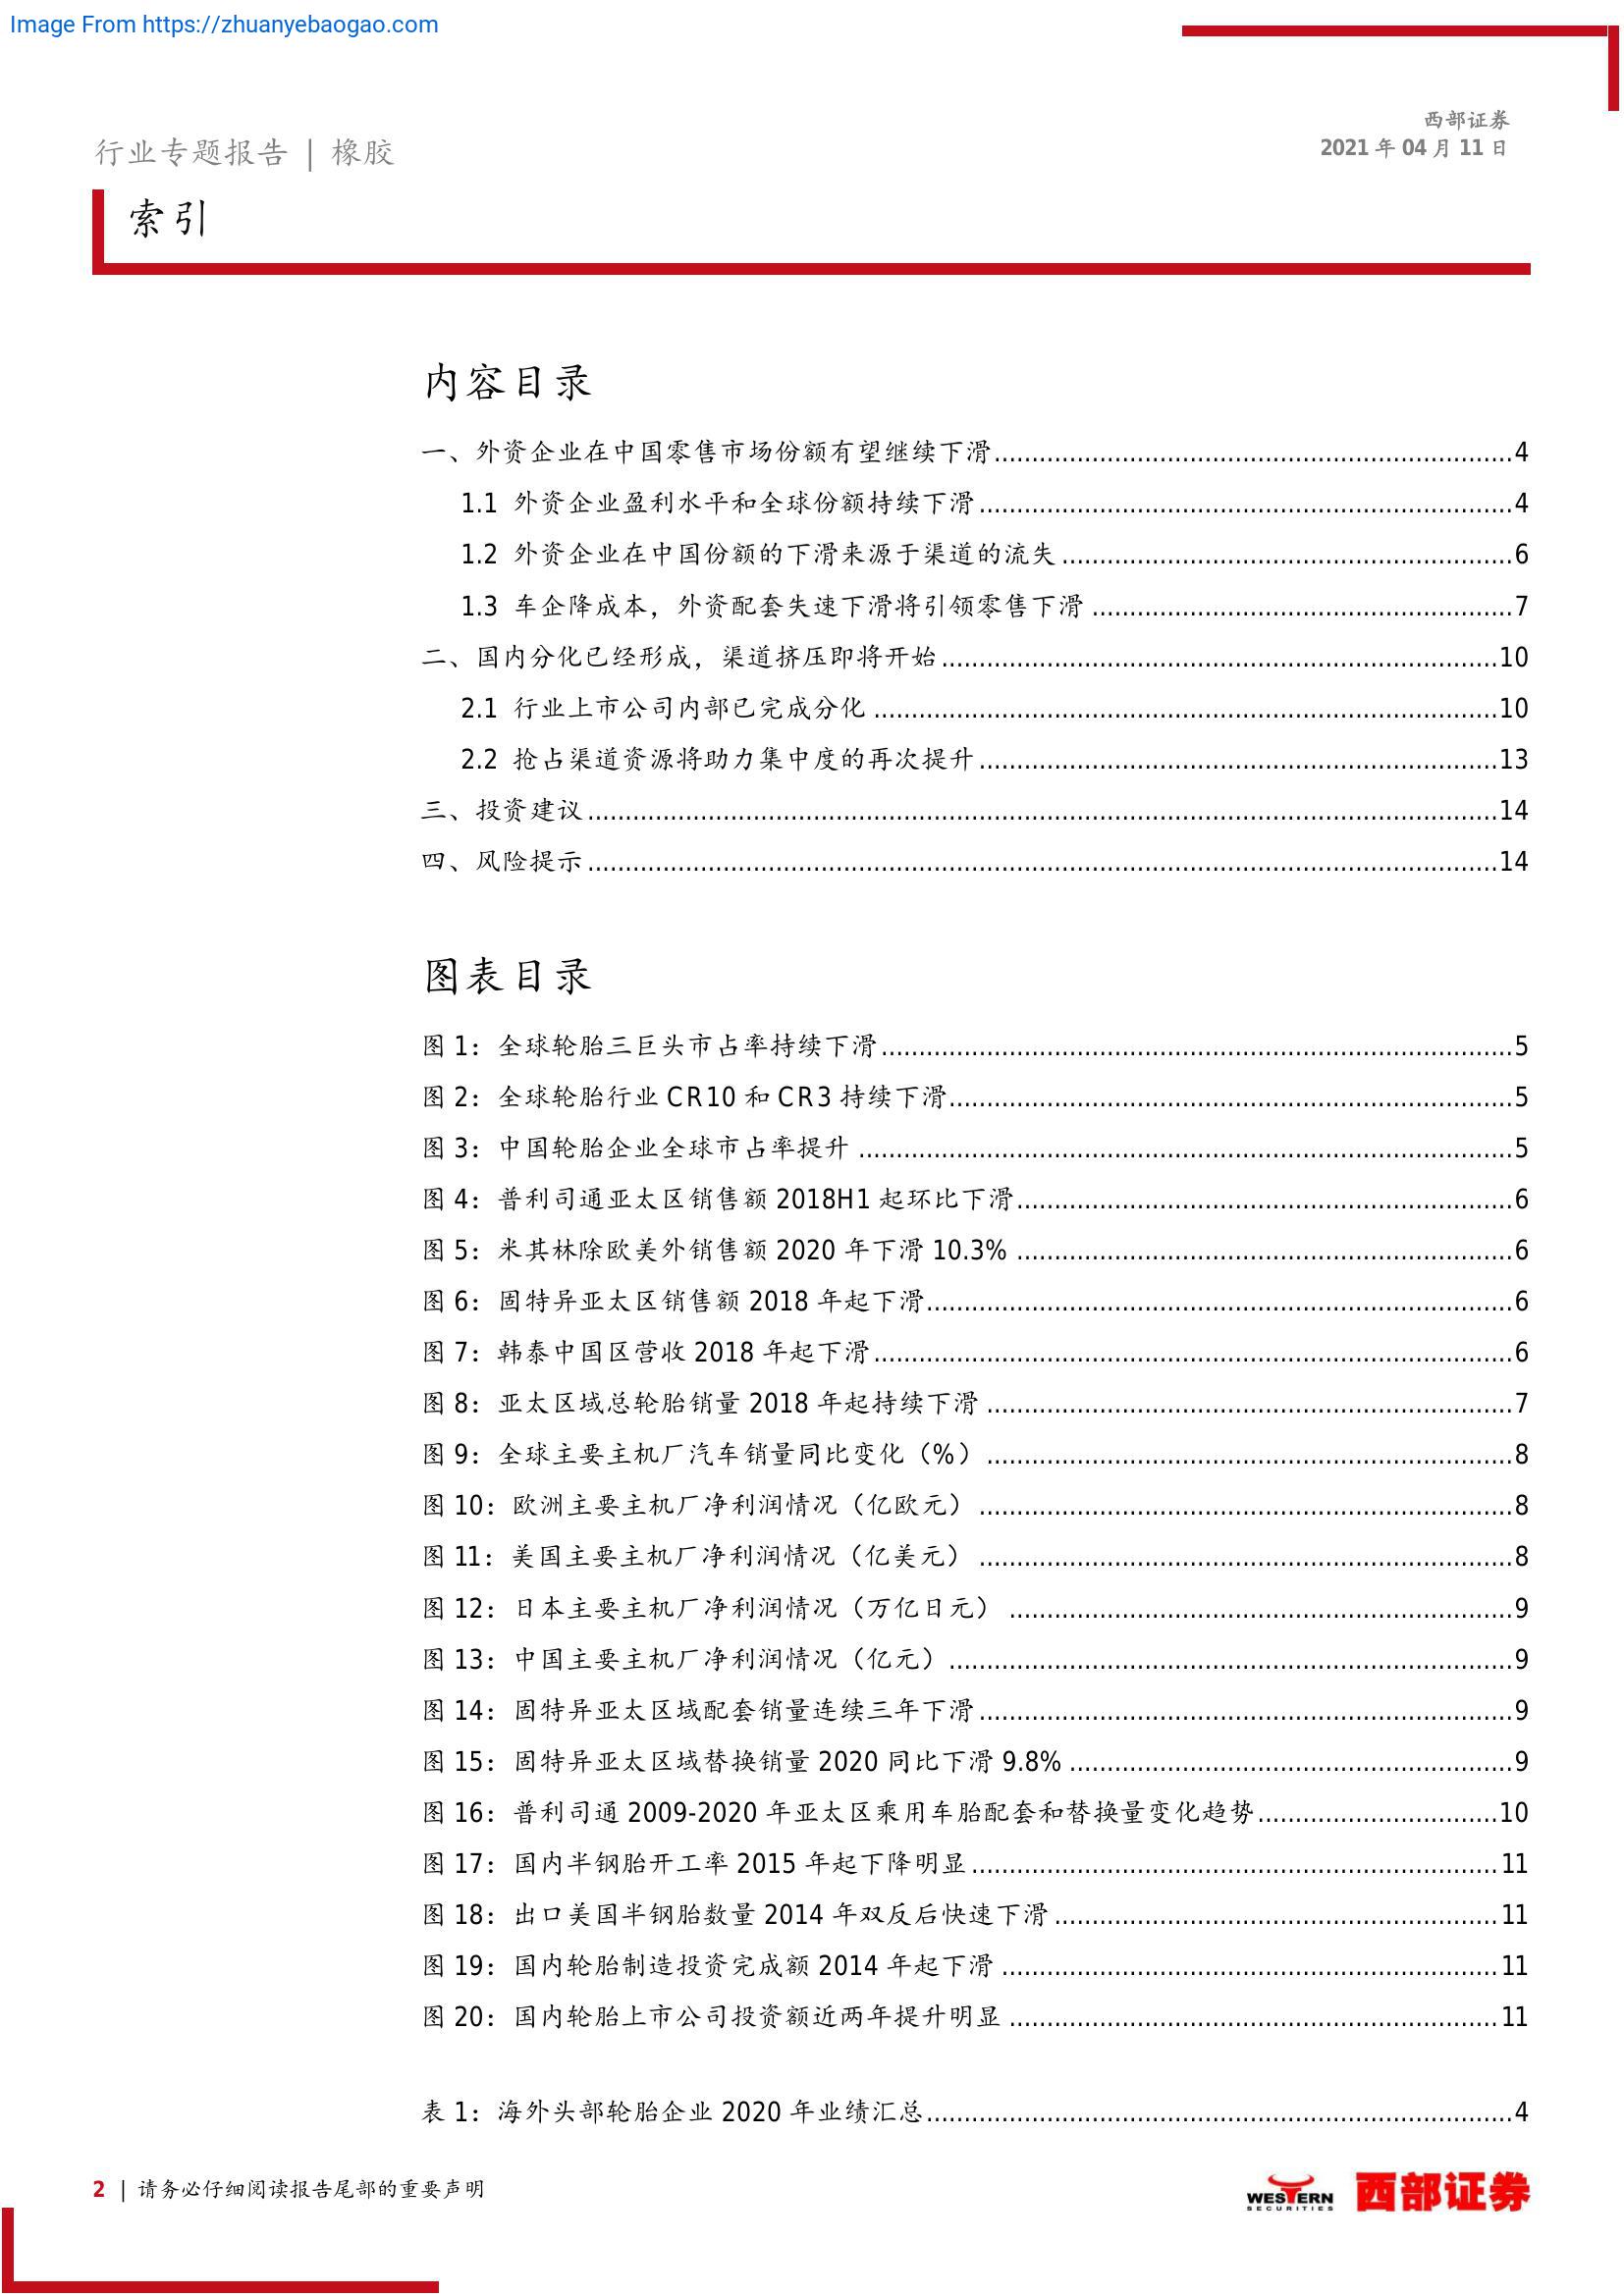 Image From https://zhuanyebaogao.com
西部证券
2021 年 04 月 11 日
行业专题报告 | 橡胶
索引
内容目录
一、外资企业在中国零售市场份额有望继续下滑 4
1.1 外资企业盈利水平和全球份额持续下滑 4
1.2 外资企业在中国份额的下滑来源于渠道的流失 6
1.3 车企降成本，外资配套失速下滑将引领零售下滑 7
二、国内分化已经形成，渠道挤压即将开始 10
2.1 行业上市公司内部已完成分化 10
2.2 抢占渠道资源将助力集中度的再次提升 13
三、投资建议 14
四、风险提示 14
图表目录
图 1：全球轮胎三巨头市占率持续下滑 5
图 2：全球轮胎行业 CR10 和 CR3 持续下滑 5
图 3：中国轮胎企业全球市占率提升 5
图 4：普利司通亚太区销售额 2018H1 起环比下滑 6
图 5：米其林除欧美外销售额 2020 年下滑 10.3% 6
图 6：固特异亚太区销售额 2018 年起下滑 6
图 7：韩泰中国区营收 2018 年起下滑 6
图 8：亚太区域总轮胎销量 2018 年起持续下滑 7
图 9：全球主要主机厂汽车销量同比变化（%） 8
图 10：欧洲主要主机厂净利润情况（亿欧元） 8
图 11：美国主要主机厂净利润情况（亿美元） 8
图 12：日本主要主机厂净利润情况（万亿日元） 9
图 13：中国主要主机厂净利润情况（亿元） 9
图 14：固特异亚太区域配套销量连续三年下滑 9
图 15：固特异亚太区域替换销量 2020 同比下滑 9.8% 9
图 16：普利司通 2009-2020 年亚太区乘用车胎配套和替换量变化趋势 10
图 17：国内半钢胎开工率 2015 年起下降明显 11
图 18：出口美国半钢胎数量 2014 年双反后快速下滑 11
图 19：国内轮胎制造投资完成额 2014 年起下滑 11
图 20：国内轮胎上市公司投资额近两年提升明显 11
表 1：海外头部轮胎企业 2020 年业绩汇总 4
2 | 请务必仔细阅读报告尾部的重要声明
WESTERN
SECURITIES
西部证券